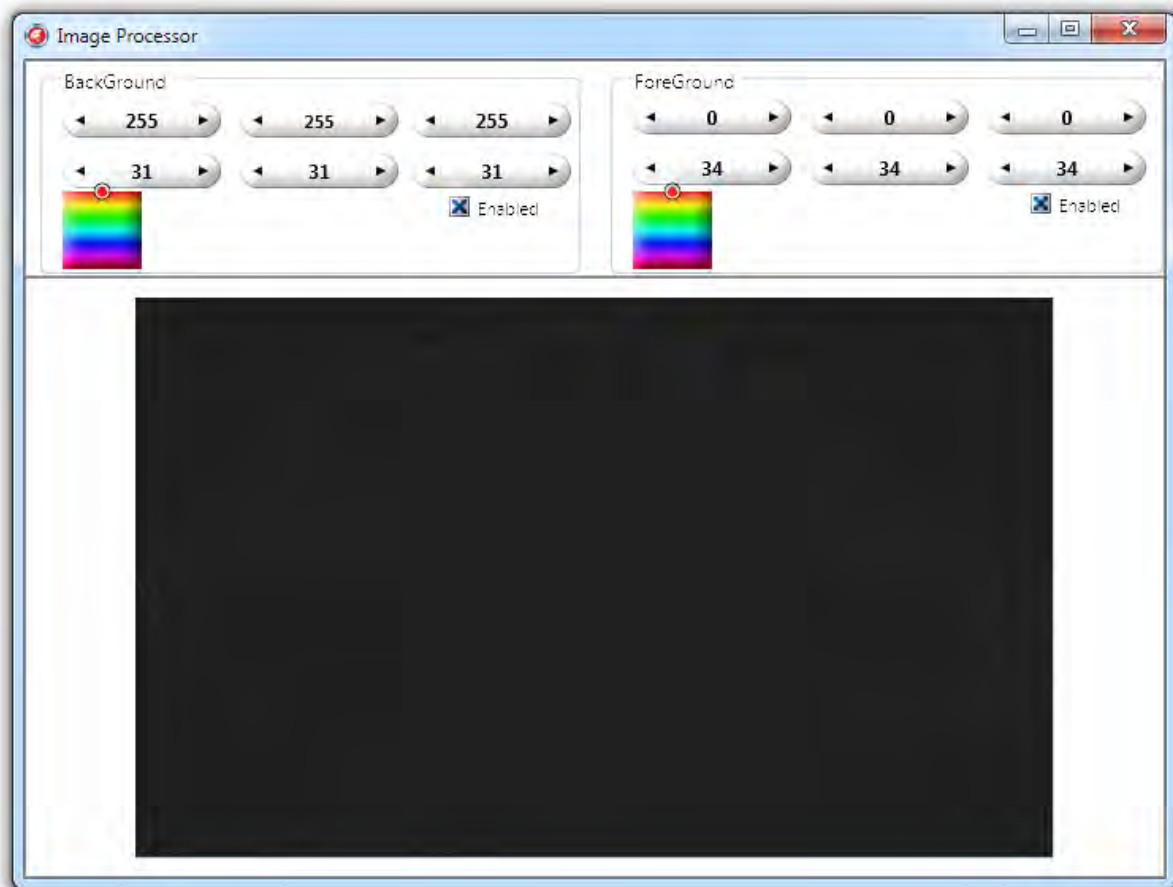 Image Processor
BackGround
ForeGround
255 255 255
0 0 0
31 31 31
34 34 34
Enabled
Enabled